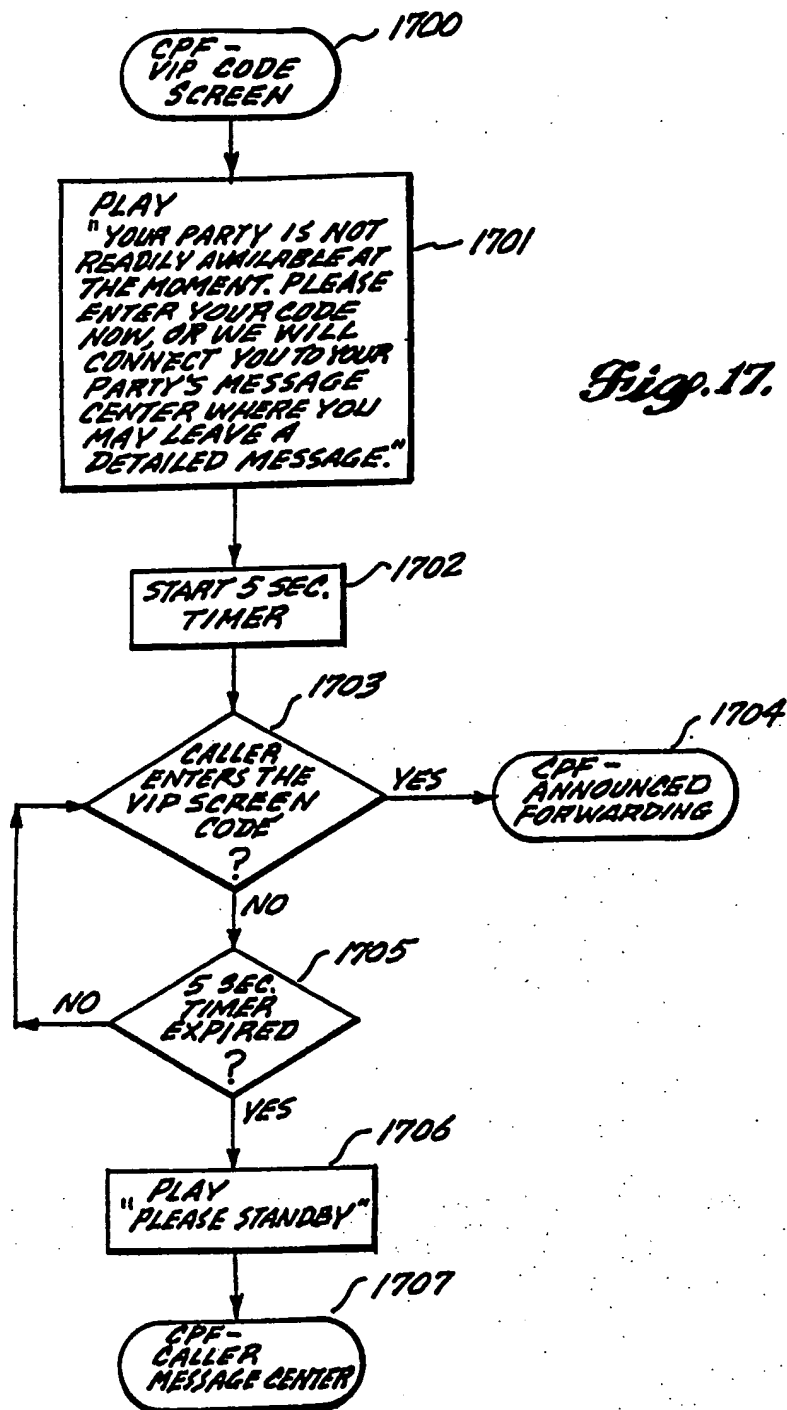 1700
CPF-
VIP CODE
SCREEN
PLAY
"YOUR PARTY IS NOT
READILY AVAILABLE AT
THE MOMENT. PLEASE
ENTER YOUR CODE
NOW, OR WE WILL
CONNECT YOU TO YOUR
PARTY'S MESSAGE
CENTER WHERE YOU
MAY LEAVE A
DETAILED MESSAGE."
1701
Fig. 17.
START 5 SEC.
TIMER
1702
1703
CALLER
ENTERS THE
VIP SCREEN
CODE
?
YES
1704
CPF-
ANNOUNCED
FORWARDING
NO
1705
5 SEC.
TIMER
EXPIRED
?
NO
YES
1706
PLAY
"PLEASE STANDBY"
1707
CPF-
CALLER
MESSAGE CENTER